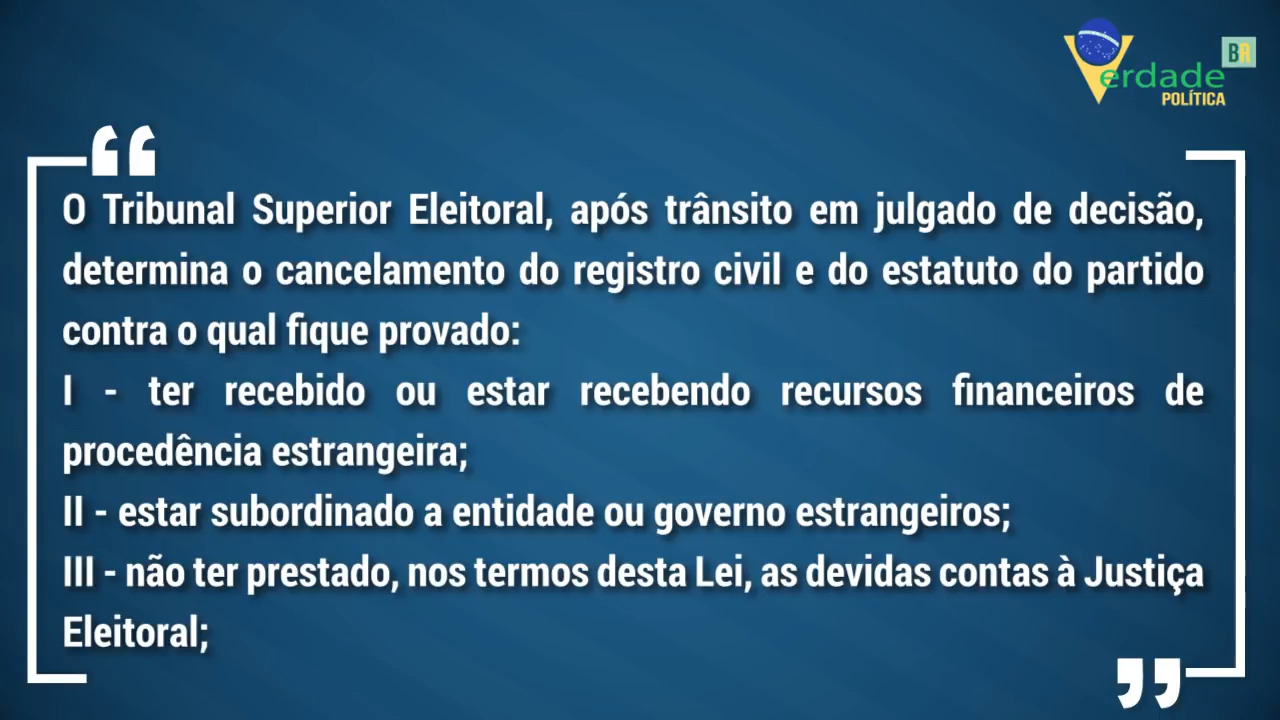 BR
Verdade
POLÍTICA
“
O Tribunal Superior Eleitoral, após trânsito em julgado de decisão,
determina o cancelamento do registro civil e do estatuto do partido
contra o qual fique provado:
I - ter recebido ou estar recebendo recursos financeiros de
procedência estrangeira;
II - estar subordinado a entidade ou governo estrangeiros;
III - não ter prestado, nos termos desta Lei, as devidas contas à Justiça
Eleitoral;
”